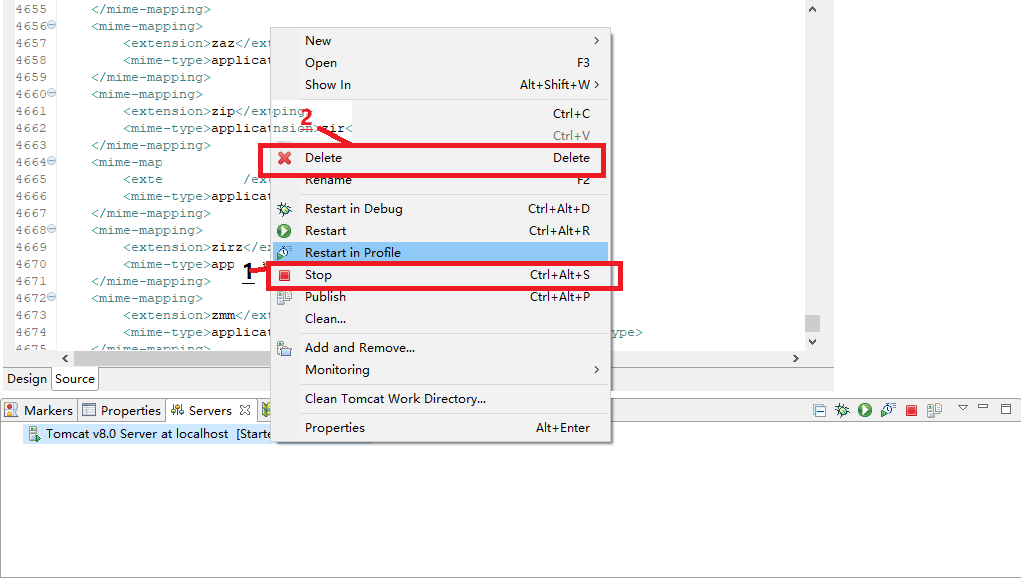 4655 </mime-mapping>
4656 <mime-mapping>
4657 <extension>zaz</ext
4658 <mime-type>applicat
4659 </mime-mapping>
4660 <mime-mapping>
4661 <extension>zip</extping>
4662 <mime-type>applicatnsion>zir<
4663 </mime-mapping>
4664 <mime-map
4665 <exte /ext
4666 <mime-type>applicat
4667 </mime-mapping>
4668 <mime-mapping>
4669 <extension>zirz</ex
4670 <mime-type>app
4671 </mime-mapping>
4672 <mime-mapping>
4673 <extension>zmm</ext
4674 <mime-type>applicat ype>
4675 </mime-mapping>
New
Open F3
Show In Alt+Shift+W
Ctrl+C
Ctrl+V
2
Delete Delete
Rename F2
Restart in Debug Ctrl+Alt+D
Restart Ctrl+Alt+R
Restart in Profile
1
Stop Ctrl+Alt+S
Publish Ctrl+Alt+P
Clean...
Add and Remove...
Monitoring
Clean Tomcat Work Directory...
Properties Alt+Enter
Design Source
Markers Properties Servers
Tomcat v8.0 Server at localhost [Starte